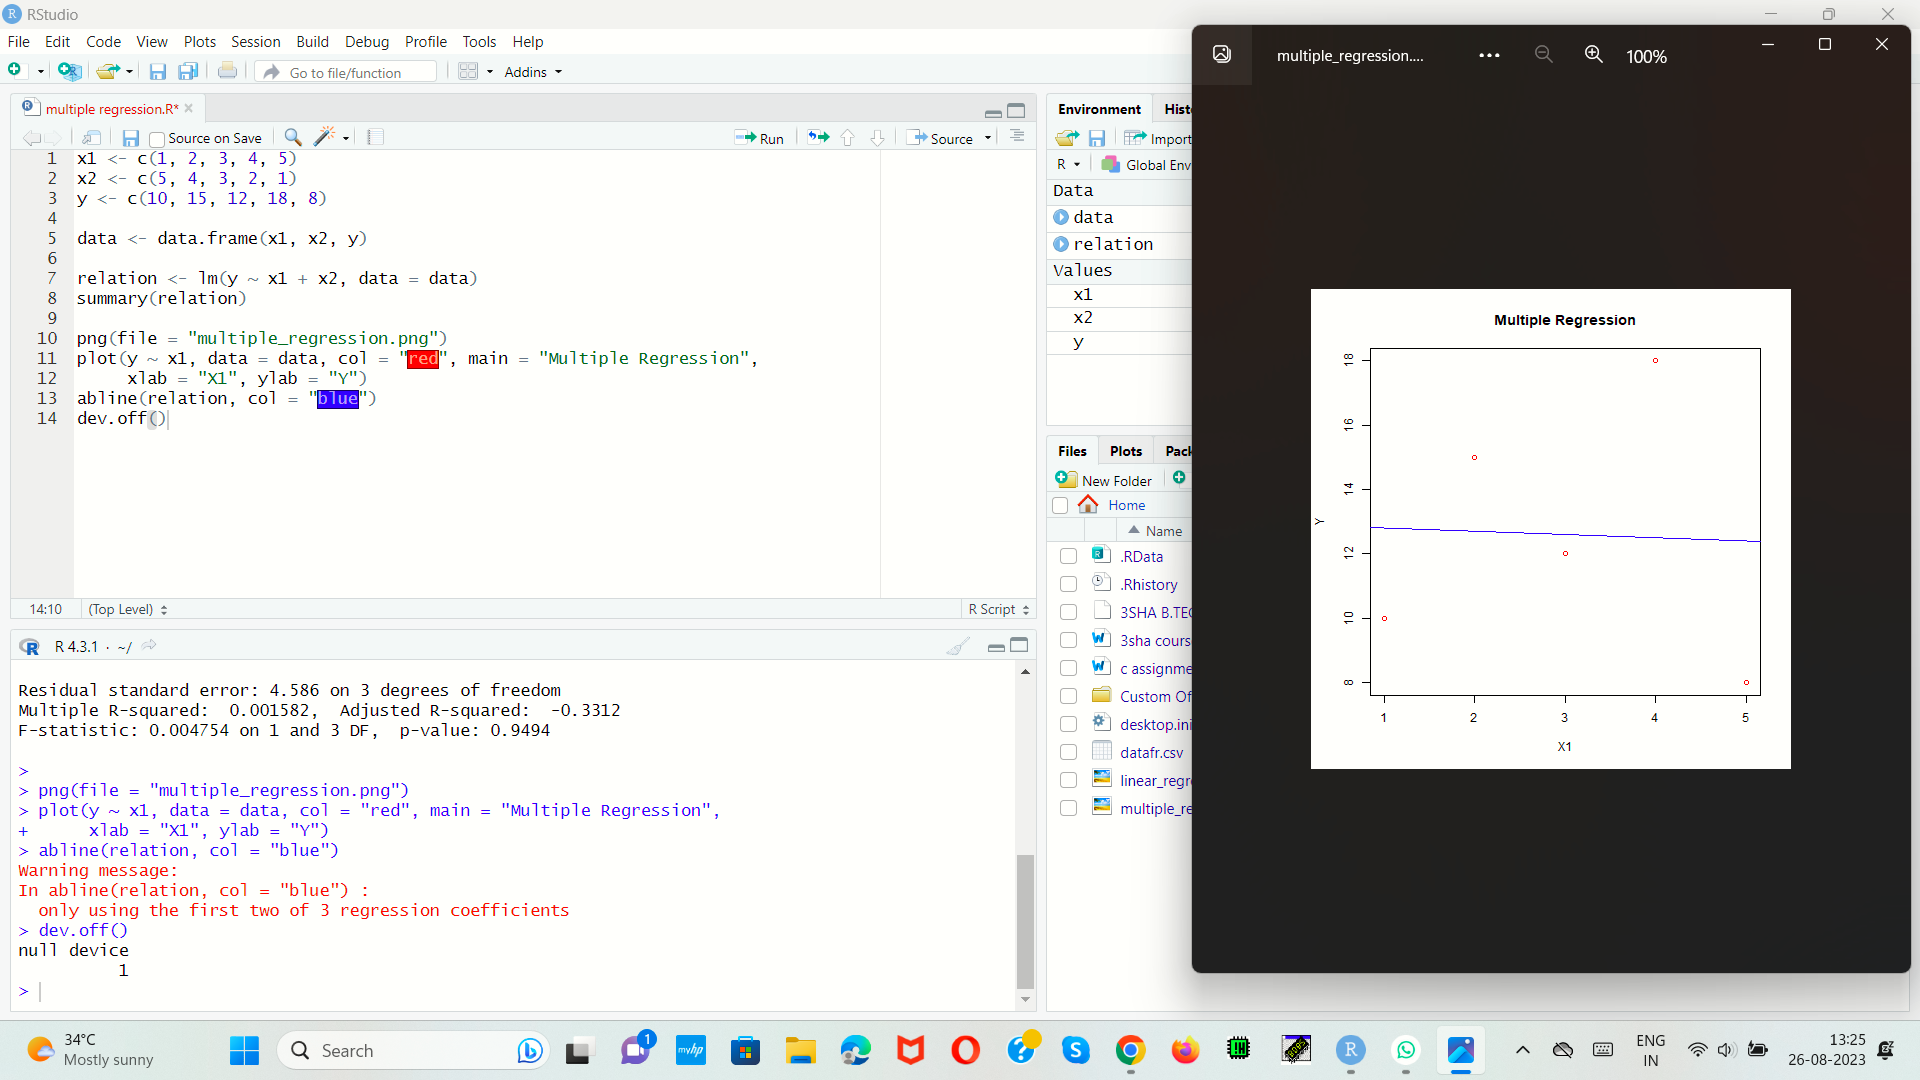 RStudio
File Edit Code View Plots Session Build Debug Profile Tools Help
Go to file/function
Addins
multiple regression.R*
Source on Save
Run
Source
1 x1 <- c(1, 2, 3, 4, 5)
2 x2 <- c(5, 4, 3, 2, 1)
3 y <- c(10, 15, 12, 18, 8)
4
5 data <- data.frame(x1, x2, y)
6
7 relation <- lm(y ~ x1 + x2, data = data)
8 summary(relation)
9
10 png(file = "multiple_regression.png")
11 plot(y ~ x1, data = data, col = "red", main = "Multiple Regression",
12 xlab = "X1", ylab = "Y")
13 abline(relation, col = "blue")
14 dev.off()
14:10 (Top Level) R Script
R 4.3.1 · ~/
Residual standard error: 4.586 on 3 degrees of freedom
Multiple R-squared: 0.001582, Adjusted R-squared: -0.3312
F-statistic: 0.004754 on 1 and 3 DF, p-value: 0.9494
>
> png(file = "multiple_regression.png")
> plot(y ~ x1, data = data, col = "red", main = "Multiple Regression",
+ xlab = "X1", ylab = "Y")
> abline(relation, col = "blue")
Warning message:
In abline(relation, col = "blue") :
only using the first two of 3 regression coefficients
> dev.off()
null device
1
>
Environment Histo
Import
R Global Env
Data
data
relation
Values
x1
x2
y
Files Plots Pack
New Folder
Home
Name
.RData
.Rhistory
3SHA B.TEC
3sha cours
c assignme
Custom Of
desktop.ini
datafr.csv
linear_regr
multiple_re
multiple_regression....
100%
Multiple Regression
18
16
14
12
10
8
Y
1 2 3 4 5
X1
34°C
Mostly sunny
Search
1
myhp
ENG
IN
13:25
26-08-2023